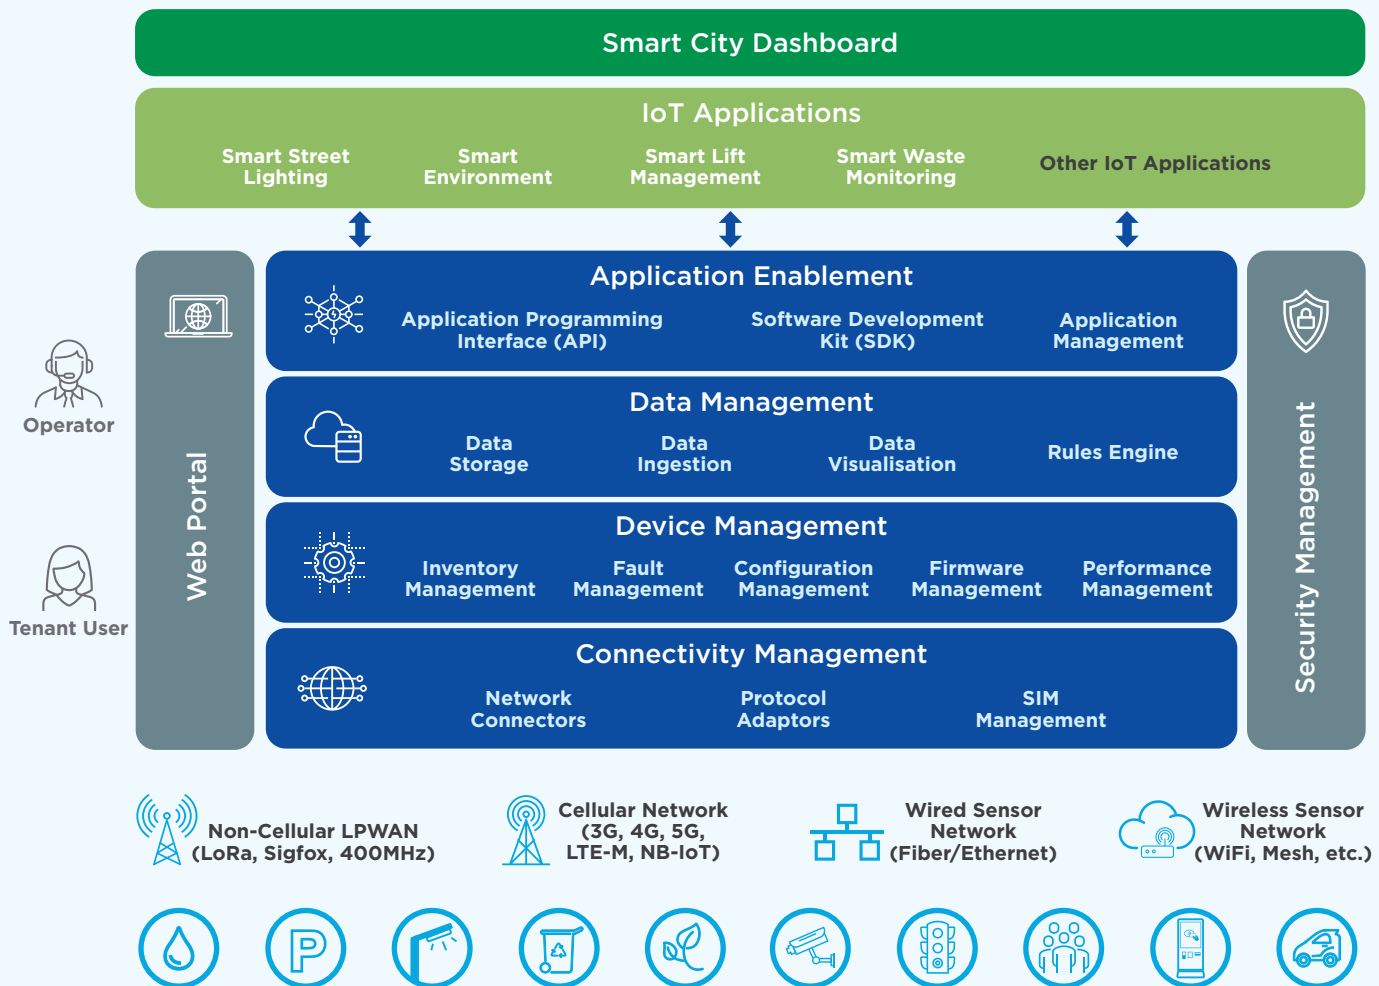 Smart City Dashboard
IoT Applications
Smart Street
Lighting
Smart
Environment
Smart Lift
Management
Smart Waste
Monitoring
Other IoT Applications
Operator
Tenant User
Web Portal
Application Enablement
Application Programming
Interface (API)
Software Development
Kit (SDK)
Application
Management
Data Management
Data
Storage
Data
Ingestion
Data
Visualisation
Rules Engine
Device Management
Inventory
Management
Fault
Management
Configuration
Management
Firmware
Management
Performance
Management
Connectivity Management
Network
Connectors
Protocol
Adaptors
SIM
Management
Security Management
Non-Cellular LPWAN
(LoRa, Sigfox, 400MHz)
Cellular Network
(3G, 4G, 5G,
LTE-M, NB-IoT)
Wired Sensor
Network
(Fiber/Ethernet)
Wireless Sensor
Network
(WiFi, Mesh, etc.)
P